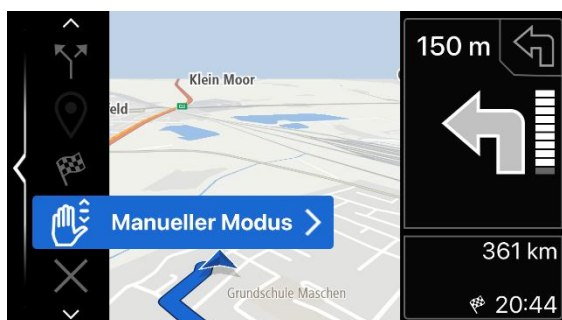 150 m
Klein Moor
eld
Manueller Modus
Grundschule Maschen
361 km
20:44